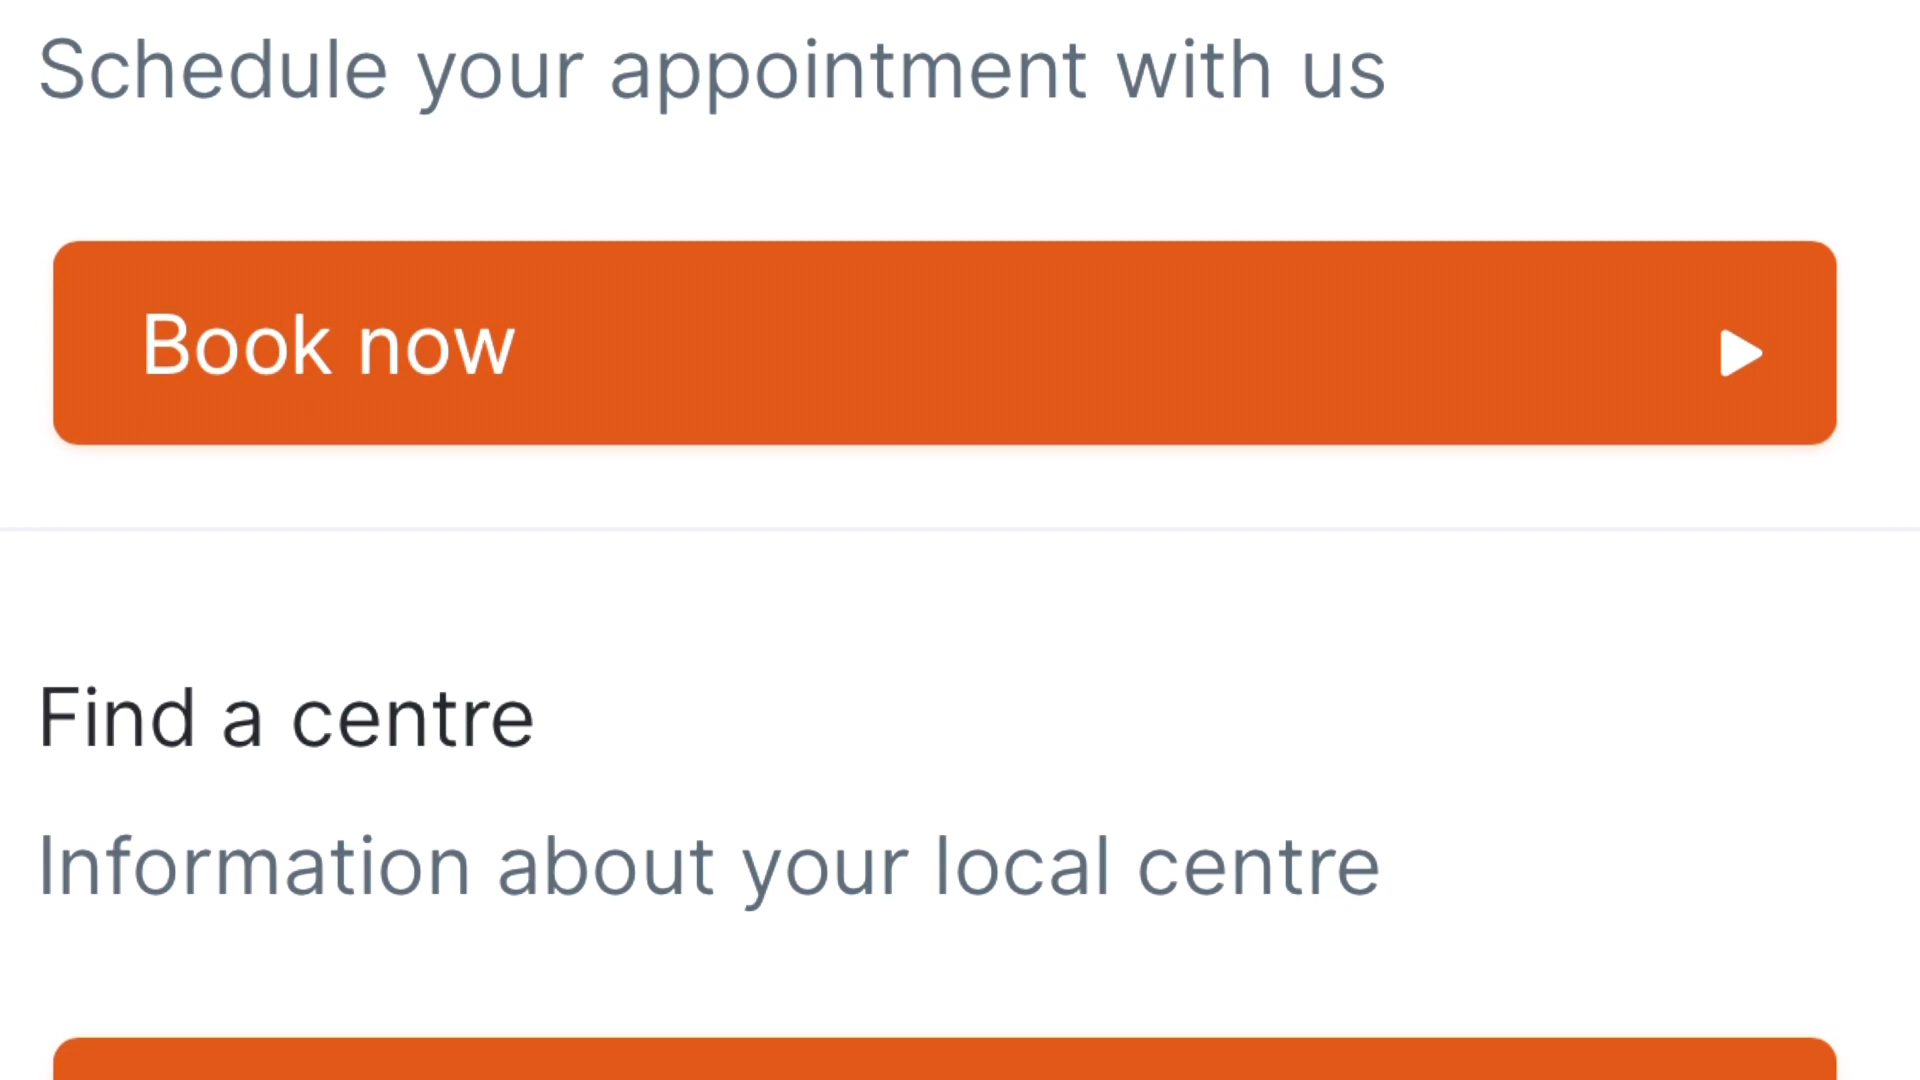 Schedule your appointment with us
Book now
Find a centre
Information about your local centre